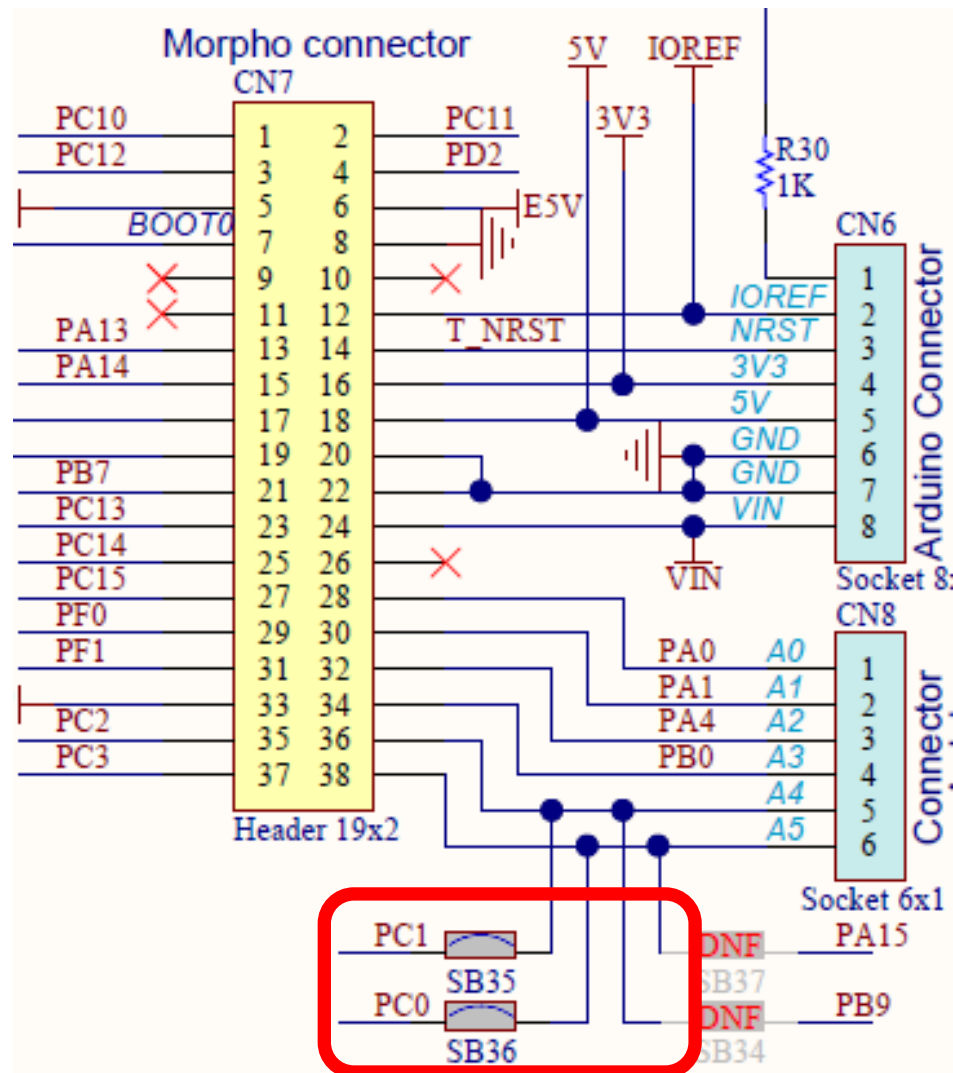 Morpho connector
CN7
5V
IOREF
3V3
R30
1K
PC10
1 2
PC11
PC12
3 4
PD2
5 6
E5V
BOOT0
7 8
9 10
11 12
PA13
13 14
T_NRST
PA14
15 16
17 18
19 20
PB7
21 22
PC13
23 24
PC14
25 26
PC15
27 28
PF0
29 30
PF1
31 32
33 34
PC2
35 36
PC3
37 38
Header 19x2
CN6
1
IOREF 2
NRST 3
3V3 4
5V 5
GND 6
GND 7
VIN 8
VIN
Arduino Connector
Socket 8x
CN8
PA0 A0 1
PA1 A1 2
PA4 A2 3
PB0 A3 4
A4 5
A5 6
Connector
Socket 6x1
PC1
SB35
DNF
SB37
PA15
PC0
SB36
DNF
SB34
PB9